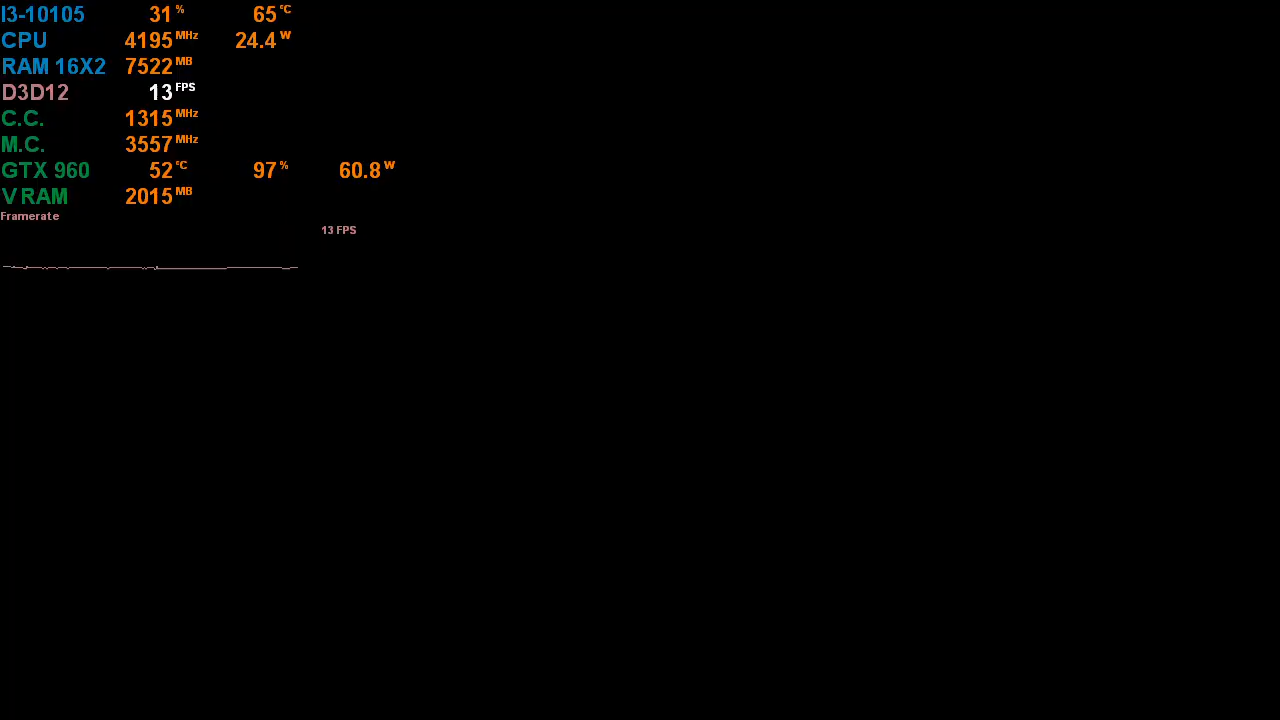 I3-10105 31 % 65 °C
CPU 4195 MHz 24.4 W
RAM 16X2 7522 MB
D3D12 13 FPS
C.C. 1315 MHz
M.C. 3557 MHz
GTX 960 52 °C 97 % 60.8 W
V RAM 2015 MB
Framerate
13 FPS